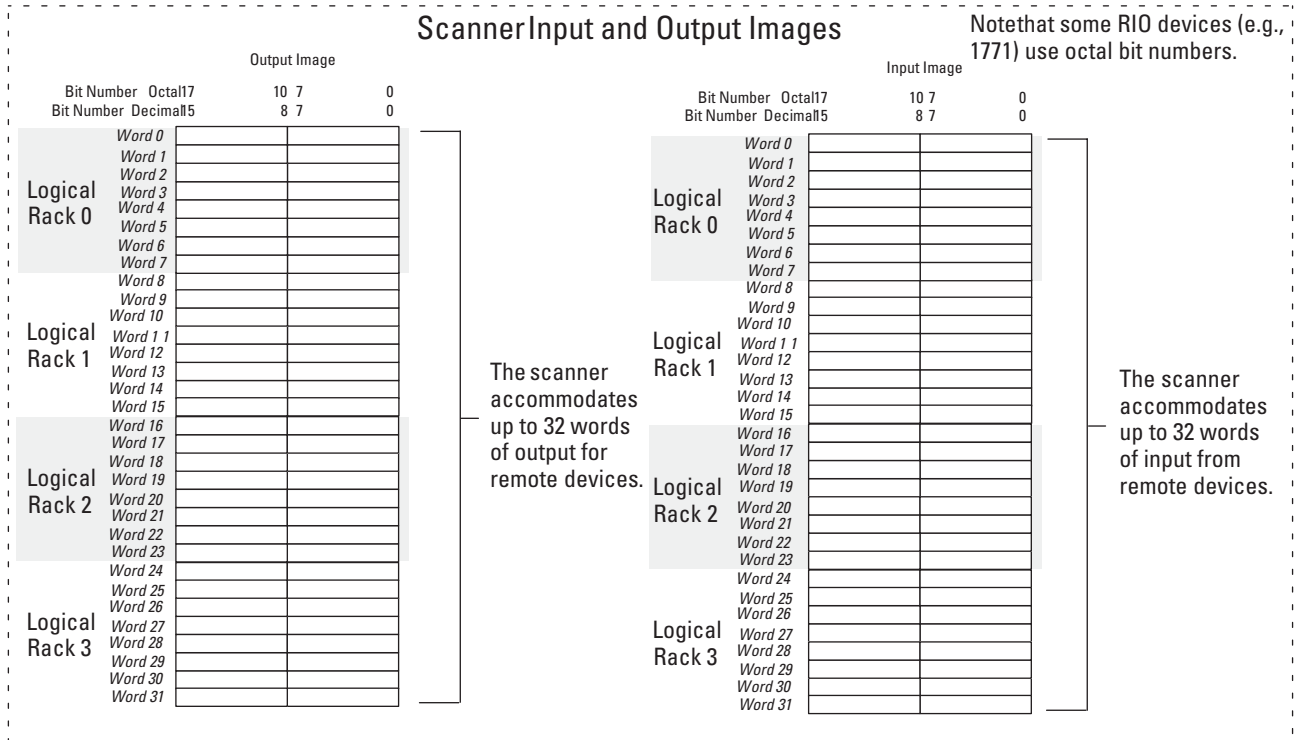 Scanner Input and Output Images
Note that some RIO devices (e.g.,
1771) use octal bit numbers.
Output Image
Bit Number Octal 17 10 7 0
Bit Number Decimal 15 8 7 0
Logical
Rack 0
Word 0
Word 1
Word 2
Word 3
Word 4
Word 5
Word 6
Word 7
Logical
Rack 1
Word 8
Word 9
Word 10
Word 1 1
Word 12
Word 13
Word 14
Word 15
Logical
Rack 2
Word 16
Word 17
Word 18
Word 19
Word 20
Word 21
Word 22
Word 23
Logical
Rack 3
Word 24
Word 25
Word 26
Word 27
Word 28
Word 29
Word 30
Word 31
The scanner
accommodates
up to 32 words
of output for
remote devices.
Input Image
Bit Number Octal 17 10 7 0
Bit Number Decimal 15 8 7 0
Logical
Rack 0
Word 0
Word 1
Word 2
Word 3
Word 4
Word 5
Word 6
Word 7
Logical
Rack 1
Word 8
Word 9
Word 10
Word 1 1
Word 12
Word 13
Word 14
Word 15
Logical
Rack 2
Word 16
Word 17
Word 18
Word 19
Word 20
Word 21
Word 22
Word 23
Logical
Rack 3
Word 24
Word 25
Word 26
Word 27
Word 28
Word 29
Word 30
Word 31
The scanner
accommodates
up to 32 words
of input from
remote devices.